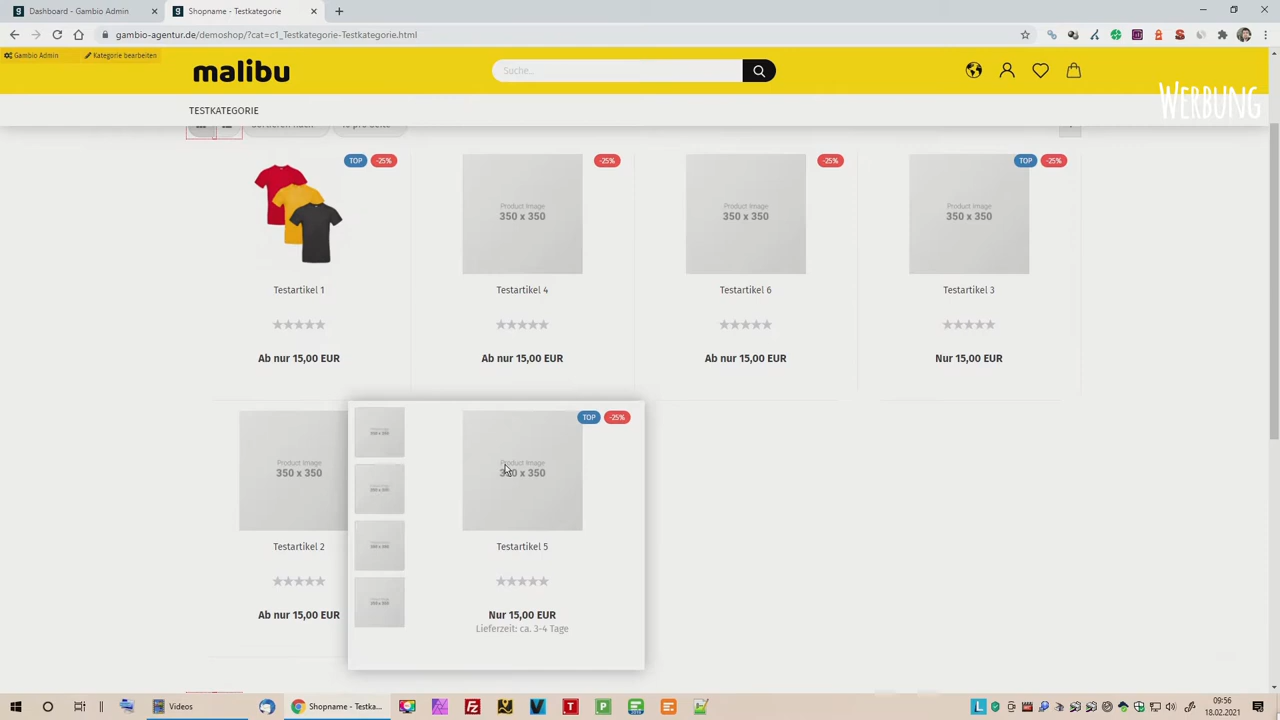 Dashboard - Gambio Admin
Shopname - Testkategorie
gambio-agentur.de/demoshop/?cat=c1_Testkategorie-Testkategorie.html
Gambio Admin
Kategorie bearbeiten
malibu
Suche...
WERBUNG
TESTKATEGORIE
TOP
-25%
-25%
-25%
TOP
-25%
Product Image
350 x 350
Product Image
350 x 350
Product Image
350 x 350
Testartikel 1
Testartikel 4
Testartikel 6
Testartikel 3
Ab nur 15,00 EUR
Ab nur 15,00 EUR
Ab nur 15,00 EUR
Nur 15,00 EUR
TOP
-25%
Product Image
350 x 350
Product Image
350 x 350
Testartikel 2
Testartikel 5
Ab nur 15,00 EUR
Nur 15,00 EUR
Lieferzeit: ca. 3-4 Tage
Videos
Shopname - Testka...
09:56
18.02.2021